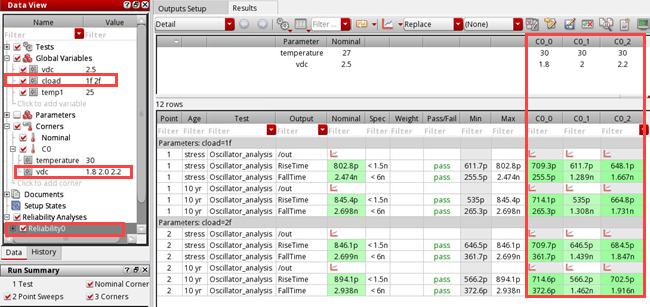 Data View
Name Value
Filter Filter
Tests
Global Variables
vdc 2.5
cload 1f 2f
temp1 25
Click to add variable
Parameters
Corners
Nominal
C0
temperature 30
vdc 1.8 2.0 2.2
Click to add corner
Documents
Setup States
Reliability Analyses
Reliability0
Data History
Run Summary
1 Test Nominal Corner
2 Point Sweeps 3 Corners
Outputs Setup Results
Detail Filter ... Replace (None)
Parameter Nominal C0_0 C0_1 C0_2
temperature 27 30 30 30
vdc 2.5 1.8 2 2.2
12 rows
Point Age Test Output Nominal Spec Weight Pass/Fail Min Max C0_0 C0_1 C0_2
Filter Filter Filter Filter Filter Filter Filter Filter Filter Filter Filter Filter Filter
Parameters: cload=1f
1 stress Oscillator_analysis /out
1 stress Oscillator_analysis RiseTime 802.8p < 1.5n pass 611.7p 802.8p 709.3p 611.7p 648.1p
1 stress Oscillator_analysis FallTime 2.474n < 6n pass 255.5p 2.474n 255.5p 1.289n 1.667n
1 10 yr Oscillator_analysis /out
1 10 yr Oscillator_analysis RiseTime 845.4p < 1.5n pass 535p 845.4p 714.1p 535p 664.8p
1 10 yr Oscillator_analysis FallTime 2.698n < 6n pass 265.3p 2.698n 265.3p 1.308n 1.731n
Parameters: cload=2f
2 stress Oscillator_analysis /out
2 stress Oscillator_analysis RiseTime 846.1p < 1.5n pass 646.5p 846.1p 709.7p 646.5p 684.5p
2 stress Oscillator_analysis FallTime 2.699n < 6n pass 361.7p 2.699n 361.7p 1.439n 1.847n
2 10 yr Oscillator_analysis /out
2 10 yr Oscillator_analysis RiseTime 894.1p < 1.5n pass 566.2p 894.1p 714.6p 566.2p 702.5p
2 10 yr Oscillator_analysis FallTime 2.938n < 6n pass 372.6p 2.938n 372.6p 1.462n 1.916n